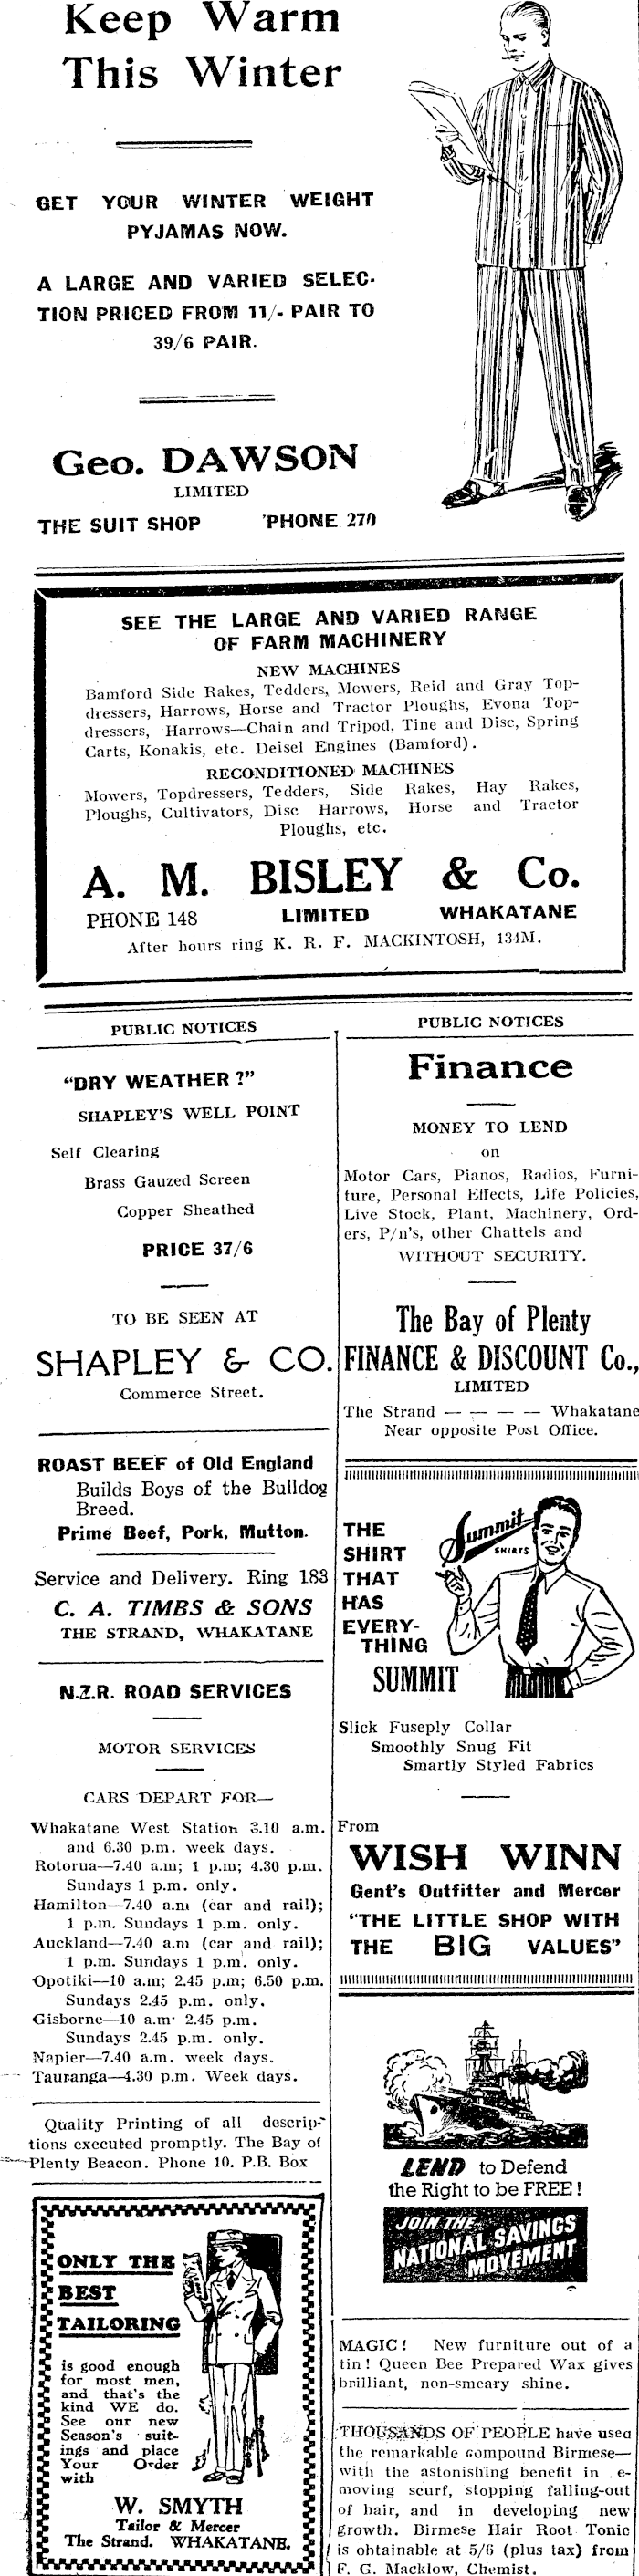 Keep Warm
This Winter
GET YOUR WINTER WEIGHT
PYJAMAS NOW.
A LARGE AND VARIED SELEC-
TION PRICED FROM 11/- PAIR TO
39/6 PAIR.
Geo. DAWSON
LIMITED
THE SUIT SHOP 'PHONE 270
SEE THE LARGE AND VARIED RANGE
OF FARM MACHINERY
NEW MACHINES
Bamford Side Rakes, Tedders, Mowers, Reid and Gray Top-
dressers, Harrows, Horse and Tractor Ploughs, Evona Top-
dressers, Harrows—Chain and Tripod, Tine and Disc, Spring
Carts, Konakis, etc. Deisel Engines (Bamford).
RECONDITIONED MACHINES
Mowers, Topdressers, Tedders, Side Rakes, Hay Rakes,
Ploughs, Cultivators, Disc Harrows, Horse and Tractor
Ploughs, etc.
A. M. BISLEY & Co.
PHONE 148 LIMITED WHAKATANE
After hours ring K. R. F. MACKINTOSH, 134M.
PUBLIC NOTICES
"DRY WEATHER?"
SHAPLEY'S WELL POINT
Self Clearing
Brass Gauzed Screen
Copper Sheathed
PRICE 37/6
TO BE SEEN AT
SHAPLEY & CO.
Commerce Street.
ROAST BEEF of Old England
Builds Boys of the Bulldog
Breed.
Prime Beef, Pork, Mutton.
Service and Delivery. Ring 183
C. A. TIMBS & SONS
THE STRAND, WHAKATANE
N.Z.R. ROAD SERVICES
MOTOR SERVICES
CARS DEPART FOR—
Whakatane West Station 3.10 a.m.
and 6.30 p.m. week days.
Rotorua—7.40 a.m; 1 p.m; 4.30 p.m.
Sundays 1 p.m. only.
Hamilton—7.40 a.m (car and rail);
1 p.m. Sundays 1 p.m. only.
Auckland—7.40 a.m (car and rail);
1 p.m. Sundays 1 p.m. only.
Opotiki—10 a.m; 2.45 p.m; 6.50 p.m.
Sundays 2.45 p.m. only.
Gisborne—10 a.m. 2.45 p.m.
Sundays 2.45 p.m. only.
Napier—7.40 a.m. week days.
Tauranga—4.30 p.m. Week days.
Quality Printing of all descrip-
tions executed promptly. The Bay of
Plenty Beacon. Phone 10. P.B. Box
ONLY THE
BEST
TAILORING
is good enough
for most men,
and that's the
kind WE do.
See our new
Season's suit-
ings and place
Your Order
with
W. SMYTH
Tailor & Mercer
The Strand. WHAKATANE.
PUBLIC NOTICES
Finance
MONEY TO LEND
on
Motor Cars, Pianos, Radios, Furni-
ture, Personal Effects, Life Policies,
Live Stock, Plant, Machinery, Ord-
ers, P/n's, other Chattels and
WITHOUT SECURITY.
The Bay of Plenty
FINANCE & DISCOUNT Co.,
LIMITED
The Strand — — — — Whakatane
Near opposite Post Office.
THE
SHIRT
THAT
HAS
EVERY-
THING
SUMMIT
Summit
SHIRTS
Slick Fuseply Collar
Smoothly Snug Fit
Smartly Styled Fabrics
From
WISH WINN
Gent's Outfitter and Mercer
"THE LITTLE SHOP WITH
THE BIG VALUES"
LEND to Defend
the Right to be FREE!
JOIN THE
NATIONAL SAVINGS
MOVEMENT
MAGIC! New furniture out of a
tin! Queen Bee Prepared Wax gives
brilliant, non-smeary shine.
THOUSANDS OF PEOPLE have used
the remarkable compound Birmese—
with the astonishing benefit in . e-
moving scurf, stopping falling-out
of hair, and in developing new
growth. Birmese Hair Root Tonic
is obtainable at 5/6 (plus tax) from
F. G. Macklow, Chemist.